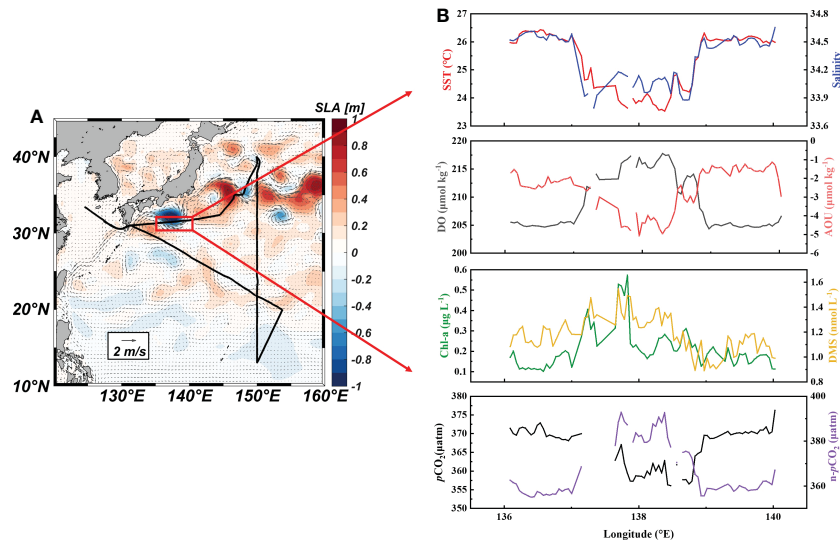 A
SLA [m]
40°N
30°N
20°N
10°N
120°E
130°E
140°E
150°E
160°E
2 m/s
1
0.8
0.6
0.4
0.2
0
-0.2
-0.4
-0.6
-0.8
-1
B
27
26
25
24
23
SST (°C)
34.8
34.5
34.2
33.9
33.6
Salinity
220
215
210
205
200
DO (μmol kg⁻¹)
0
-1
-2
-3
-4
-5
-6
AOU (μmol kg⁻¹)
0.6
0.5
0.4
0.3
0.2
0.1
Chl-a (μg L⁻¹)
1.6
1.4
1.2
1.0
0.8
DMS (nmol L⁻¹)
380
375
370
365
360
355
350
pCO₂(μatm)
400
380
360
n-pCO₂ (μatm)
136
137
138
139
140
Longitude (°E)